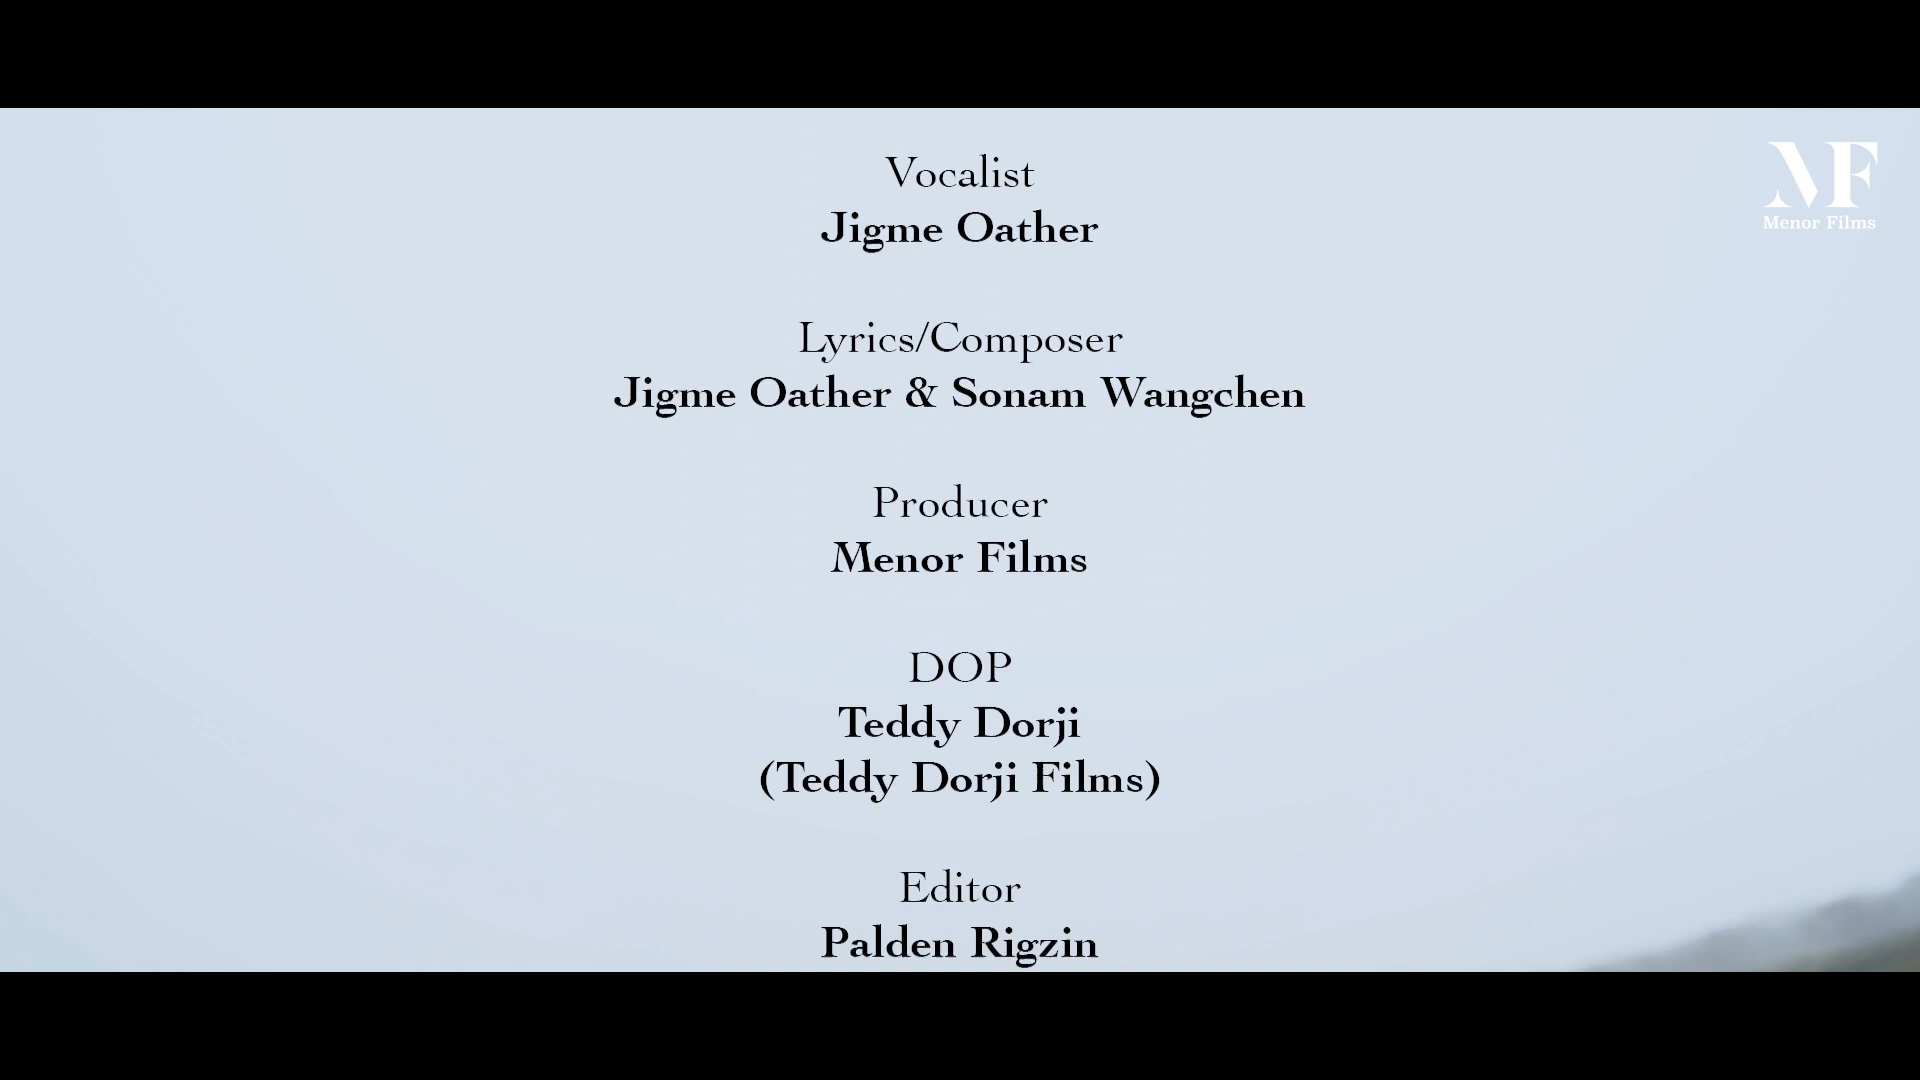 Vocalist
Jigme Oather
Lyrics/Composer
Jigme Oather & Sonam Wangchen
Producer
Menor Films
DOP
Teddy Dorji
(Teddy Dorji Films)
Editor
Palden Rigzin
MF
Menor Films